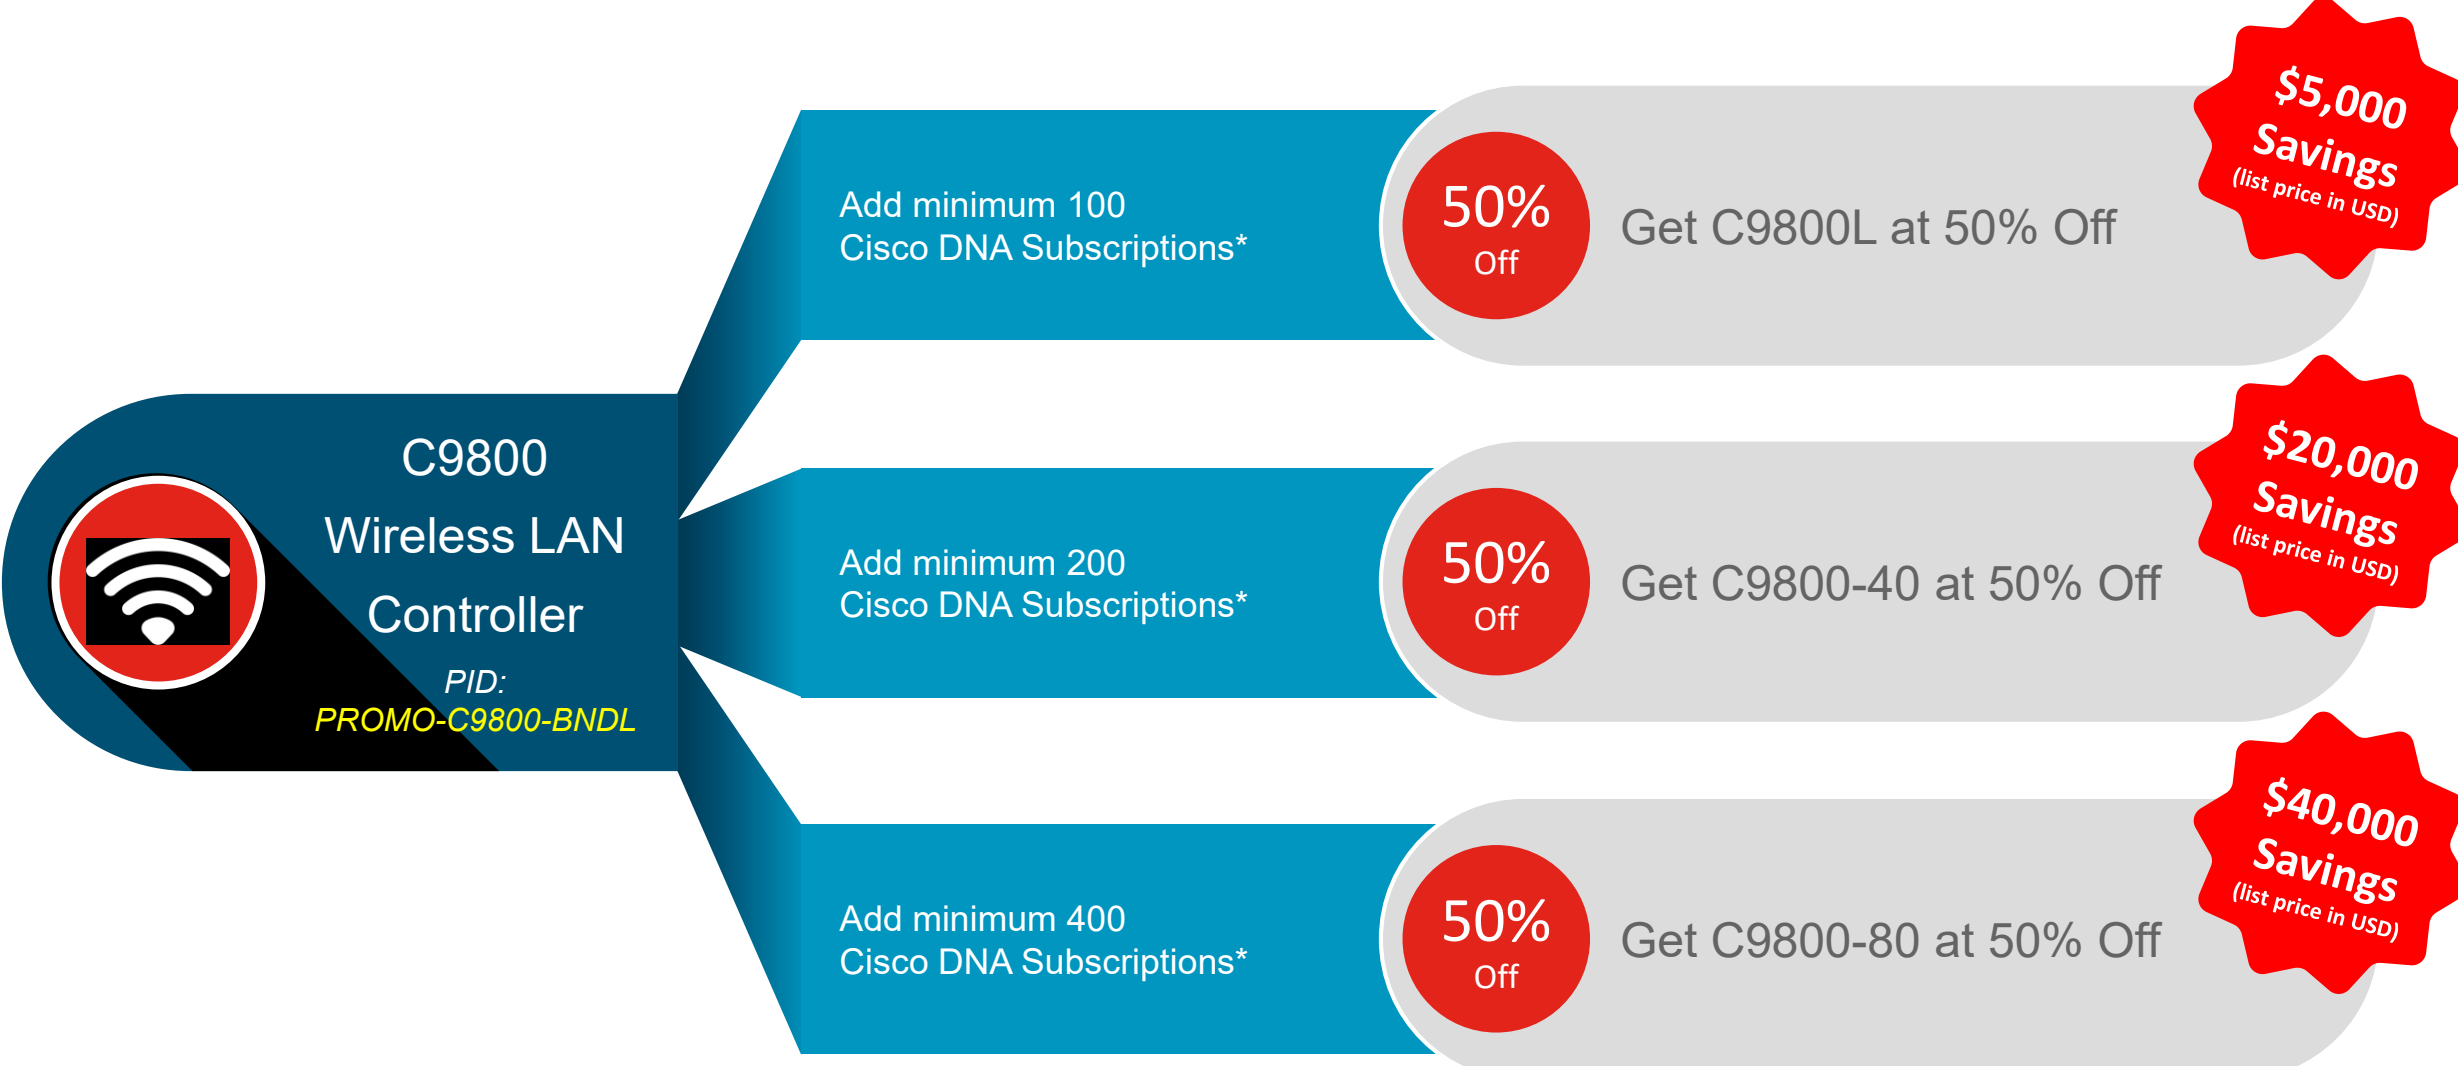 C9800
Wireless LAN
Controller
PID:
PROMO-C9800-BNDL
Add minimum 100
Cisco DNA Subscriptions*
50%
Off
Get C9800L at 50% Off
$5,000
Savings
(list price in USD)
Add minimum 200
Cisco DNA Subscriptions*
50%
Off
Get C9800-40 at 50% Off
$20,000
Savings
(list price in USD)
Add minimum 400
Cisco DNA Subscriptions*
50%
Off
Get C9800-80 at 50% Off
$40,000
Savings
(list price in USD)